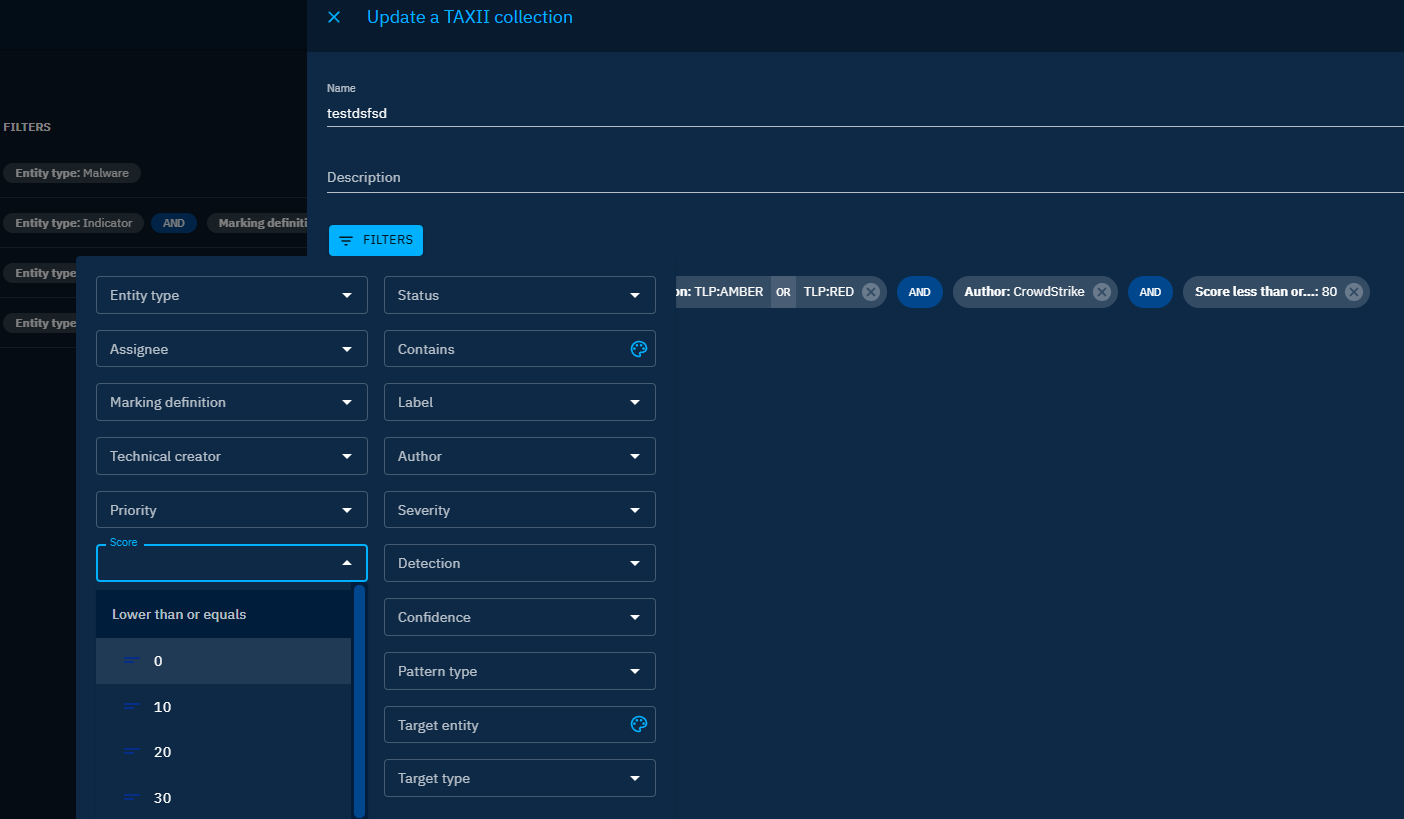 Update a TAXII collection
Name
testdsfsd
FILTERS
Entity type: Malware
Description
Entity type: Indicator AND Marking definiti
FILTERS
Entity type
Entity type
Entity type
Status
on: TLP:AMBER OR TLP:RED AND Author: CrowdStrike AND Score less than or...: 80
Assignee
Contains
Marking definition
Label
Technical creator
Author
Priority
Severity
Score
Detection
Lower than or equals
0
10
20
30
Confidence
Pattern type
Target entity
Target type